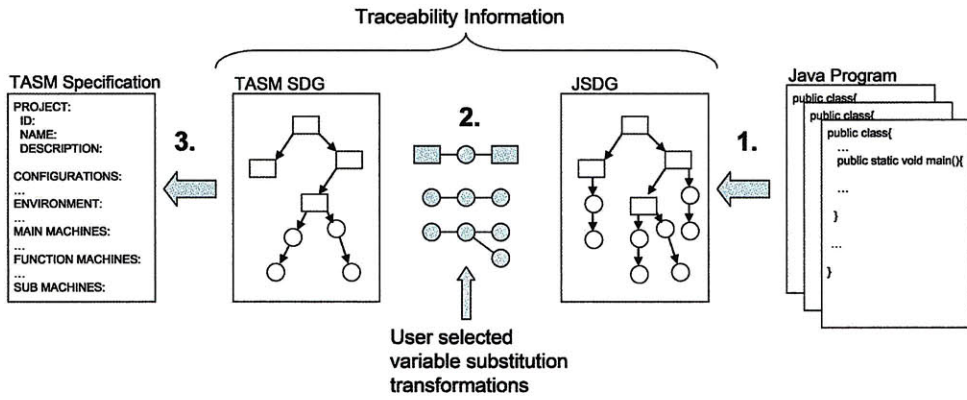 Traceability Information
TASM Specification
PROJECT:
ID:
NAME:
DESCRIPTION:
CONFIGURATIONS:
...
ENVIRONMENT:
...
MAIN MACHINES:
...
FUNCTION MACHINES:
...
SUB MACHINES:
3.
TASM SDG
2.
User selected
variable substitution
transformations
JSDG
1.
Java Program
public class{
public class{
public class{
...
public static void main(){
...
}
...
}